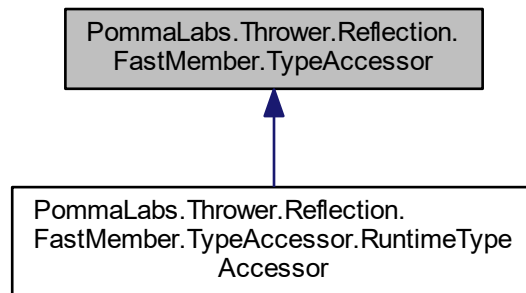 PommaLabs.Thrower.Reflection.
FastMember.TypeAccessor
PommaLabs.Thrower.Reflection.
FastMember.TypeAccessor.RuntimeType
Accessor